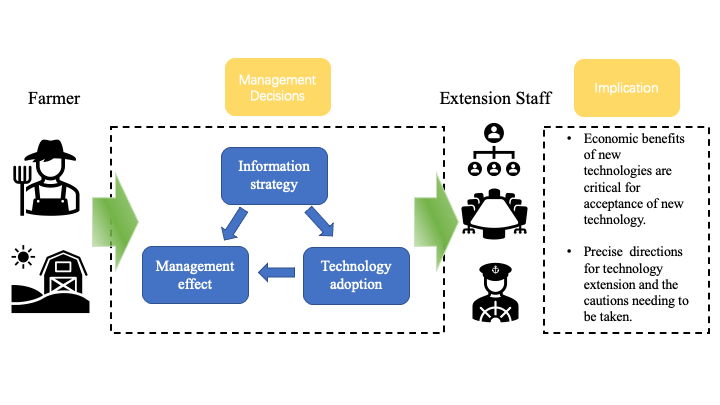 Farmer
Management
Decisions
Information
strategy
Management
effect
Technology
adoption
Extension Staff
Implication
• Economic benefits
of new
technologies are
critical for
acceptance of new
technology.
• Precise directions
for technology
extension and the
cautions needing to
be taken.